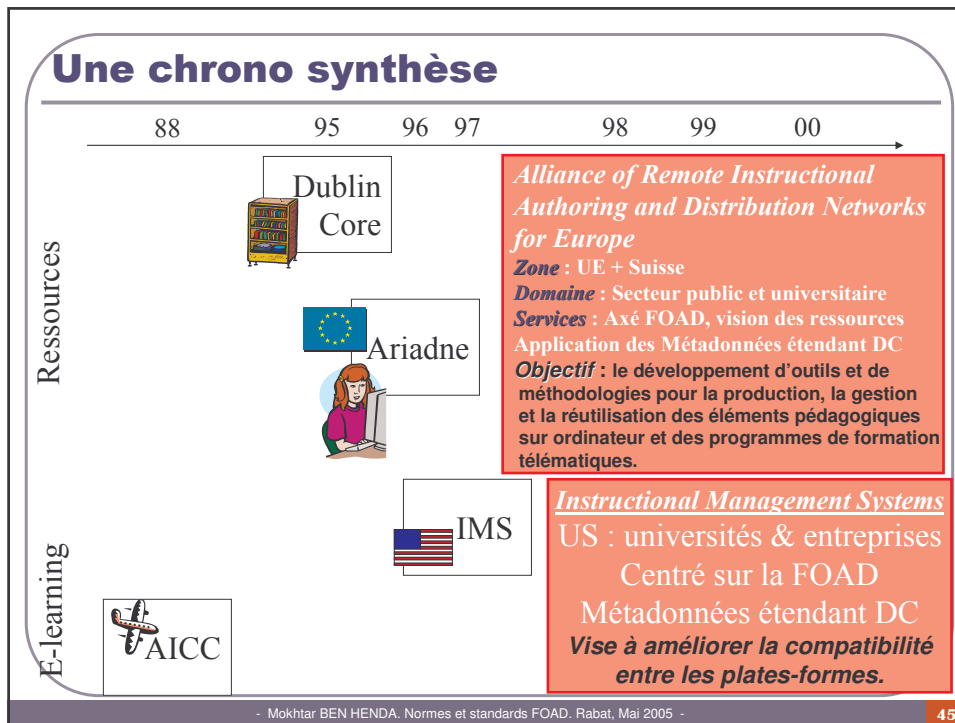 Une chrono synthèse
88 95 96 97 98 99 00
Ressources
Dublin
Core
Alliance of Remote Instructional
Authoring and Distribution Networks
for Europe
Zone : UE + Suisse
Domaine : Secteur public et universitaire
Services : Axé FOAD, vision des ressources
Application des Métadonnées étendant DC
Objectif : le développement d'outils et de
méthodologies pour la production, la gestion
et la réutilisation des éléments pédagogiques
sur ordinateur et des programmes de formation
télématiques.
Ariadne
E-learning
IMS
Instructional Management Systems
US : universités & entreprises
Centré sur la FOAD
Métadonnées étendant DC
Vise à améliorer la compatibilité
entre les plates-formes.
AICC
- Mokhtar BEN HENDA. Normes et standards FOAD. Rabat, Mai 2005 -
45